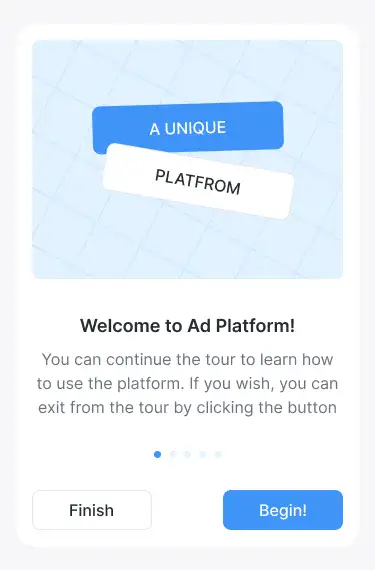 A UNIQUE
PLATFROM
Welcome to Ad Platform!
You can continue the tour to learn how
to use the platform. If you wish, you can
exit from the tour by clicking the button
Finish
Begin!